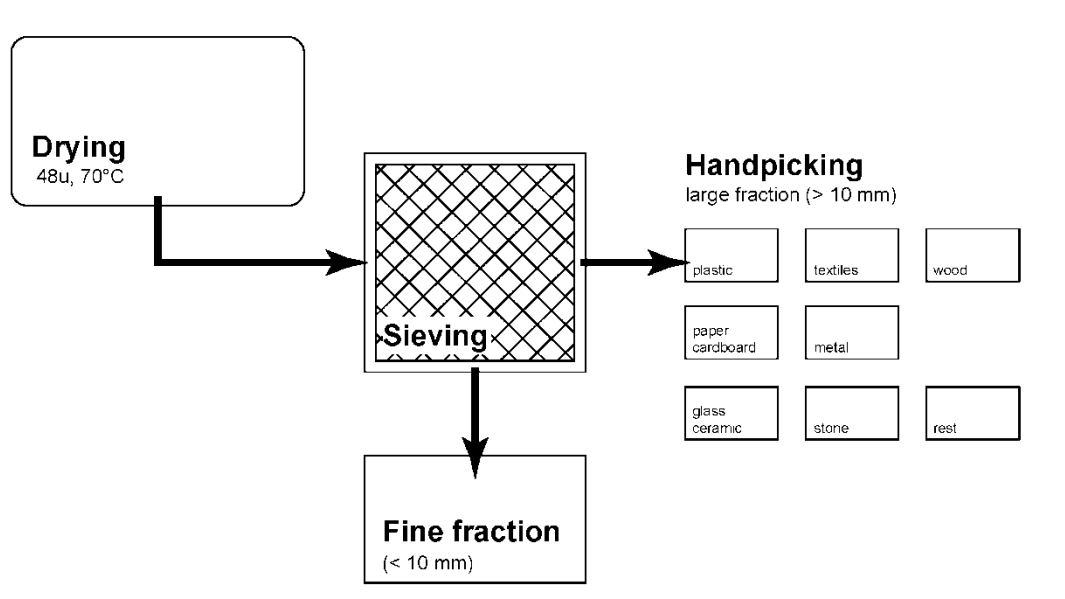 Drying
48u, 70°C
Sieving
Fine fraction
(< 10 mm)
Handpicking
large fraction (> 10 mm)
plastic
textiles
wood
paper
cardboard
metal
glass
ceramic
stone
rest